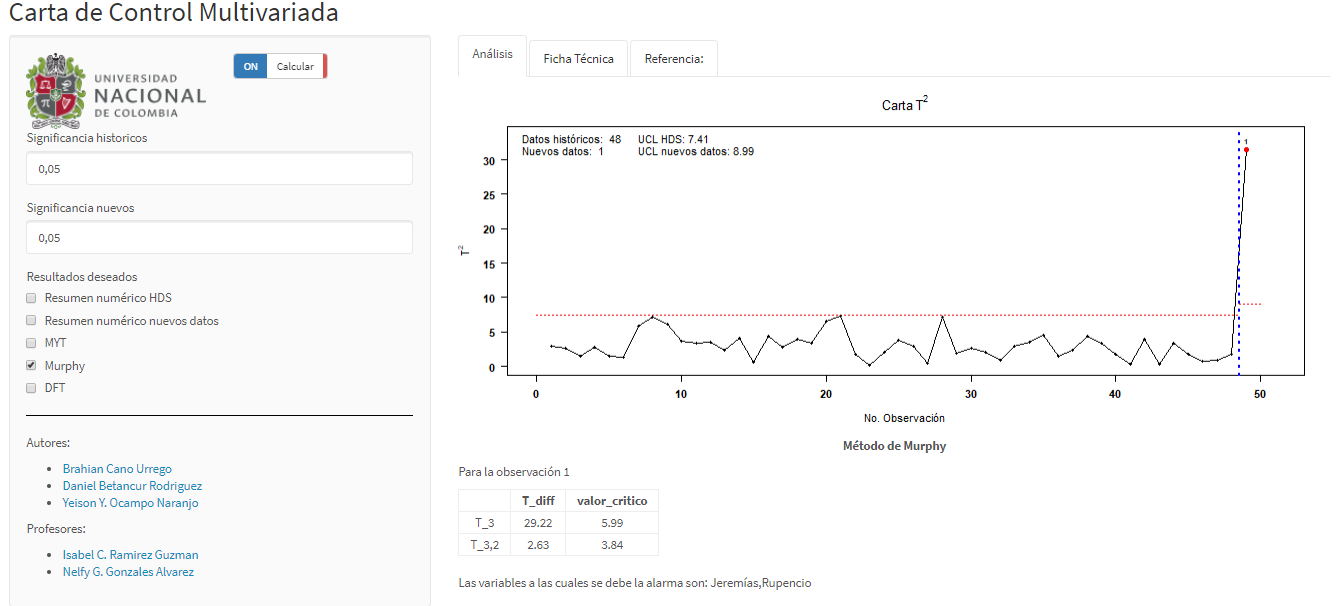 Carta de Control Multivariada
UNIVERSIDAD
NACIONAL
DE COLOMBIA
ON Calcular
Significancia historicos
0,05
Significancia nuevos
0,05
Resultados deseados
Resumen numérico HDS
Resumen numérico nuevos datos
MYT
Murphy
DFT
Autores:
Brahian Cano Urrego
Daniel Betancur Rodriguez
Yeison Y. Ocampo Naranjo
Profesores:
Isabel C. Ramirez Guzman
Nelfy G. Gonzales Alvarez
Análisis Ficha Técnica Referencia:
Carta T²
Datos históricos: 48 UCL HDS: 7.41
Nuevos datos: 1 UCL nuevos datos: 8.99
1
30
25
20
15
10
5
0
T²
0 10 20 30 40 50
No. Observación
Método de Murphy
Para la observación 1
T_diff valor_critico
T_3 29.22 5.99
T_3,2 2.63 3.84
Las variables a las cuales se debe la alarma son: Jeremías,Rupencio